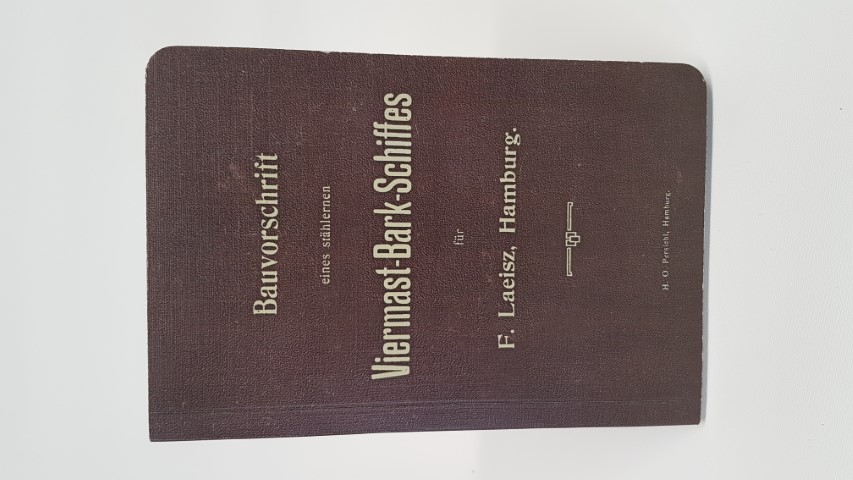 Bauvorschrift
eines stählernen
Viermast-Bark-Schiffes
für
F. Laeisz, Hamburg.
H. O. Persiehl, Hamburg.